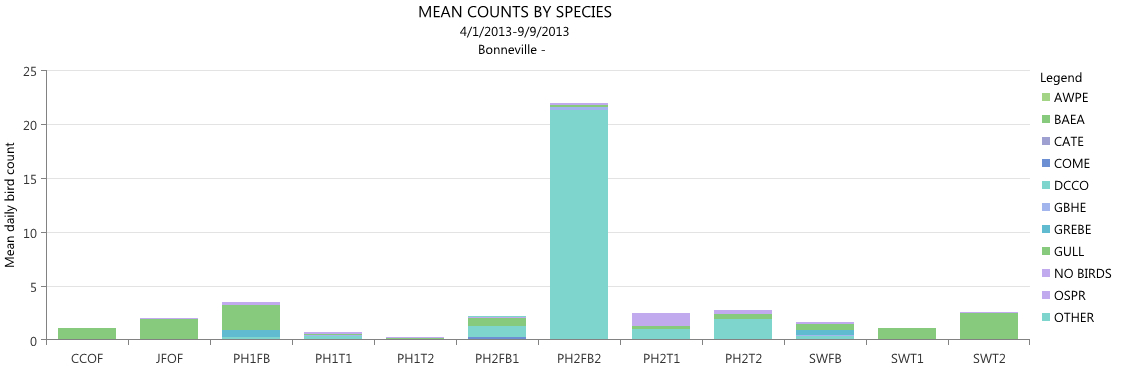 MEAN COUNTS BY SPECIES
4/1/2013-9/9/2013
Bonneville -
Mean daily bird count
25
20
15
10
5
0
CCOF JFOF PH1FB PH1T1 PH1T2 PH2FB1 PH2FB2 PH2T1 PH2T2 SWFB SWT1 SWT2
Legend
AWPE
BAEA
CATE
COME
DCCO
GBHE
GREBE
GULL
NO BIRDS
OSPR
OTHER